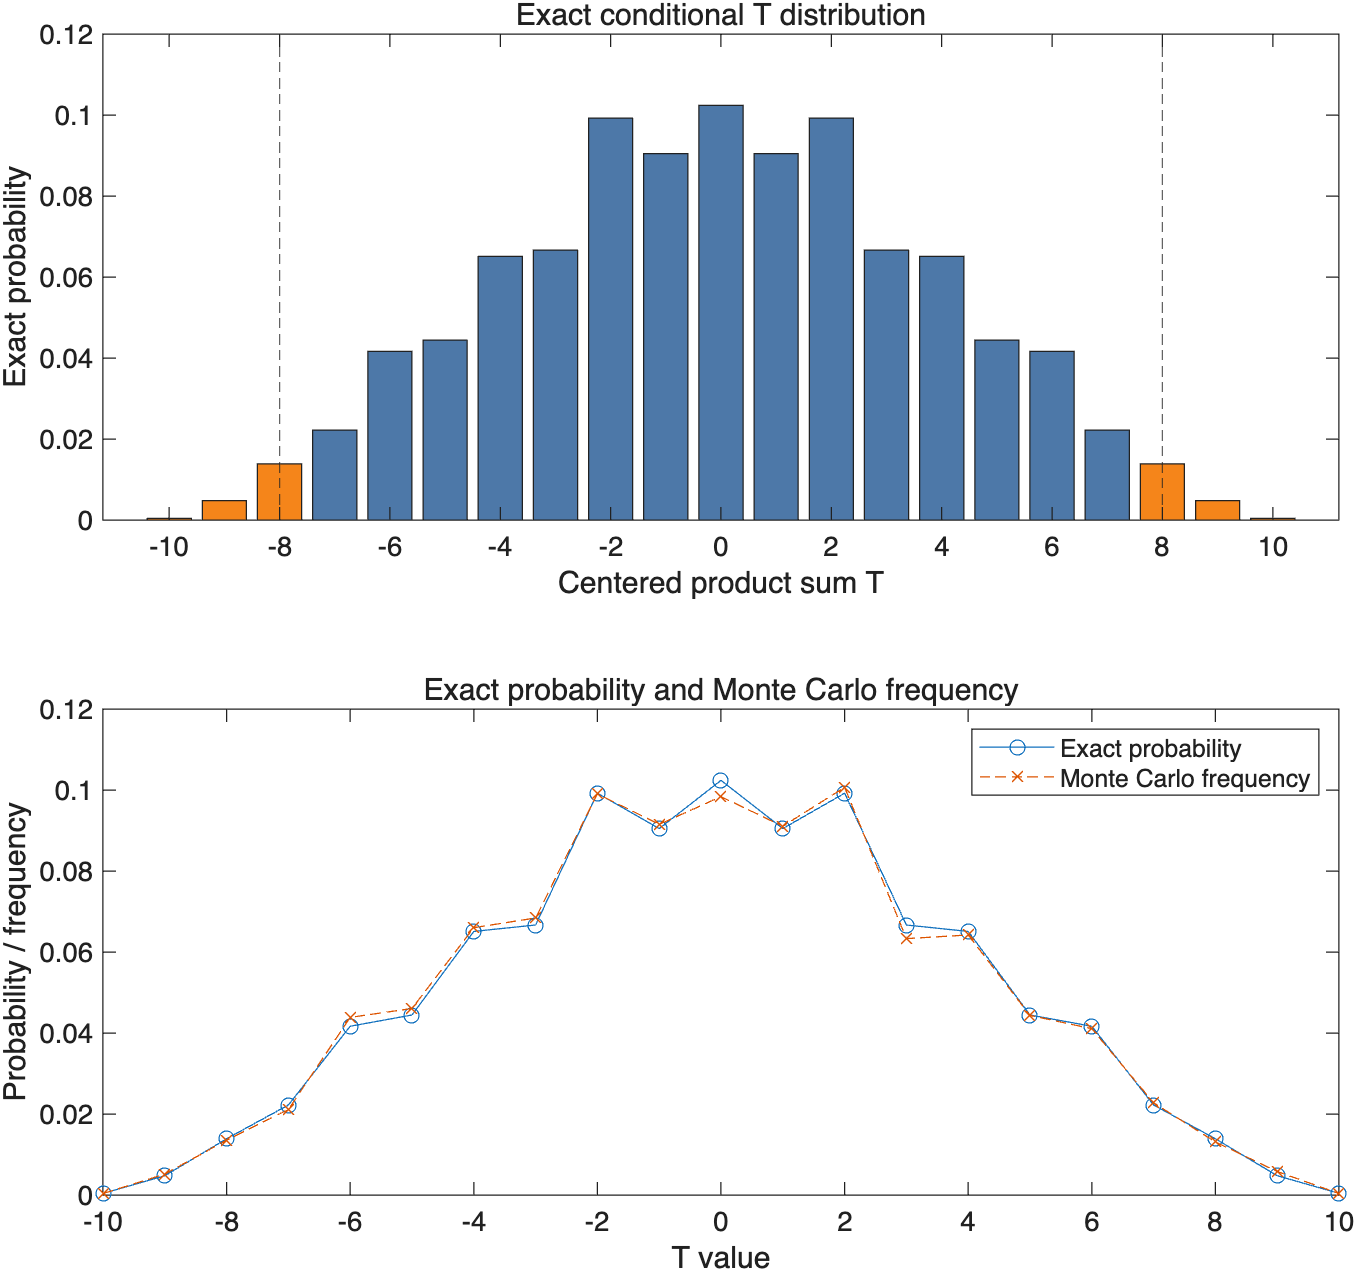 Exact conditional T distribution
0.12
0.1
0.08
0.06
0.04
0.02
0
Exact probability
-10 -8 -6 -4 -2 0 2 4 6 8 10
Centered product sum T
Exact probability and Monte Carlo frequency
0.12
0.1
0.08
0.06
0.04
0.02
0
Probability / frequency
Exact probability
Monte Carlo frequency
-10 -8 -6 -4 -2 0 2 4 6 8 10
T value